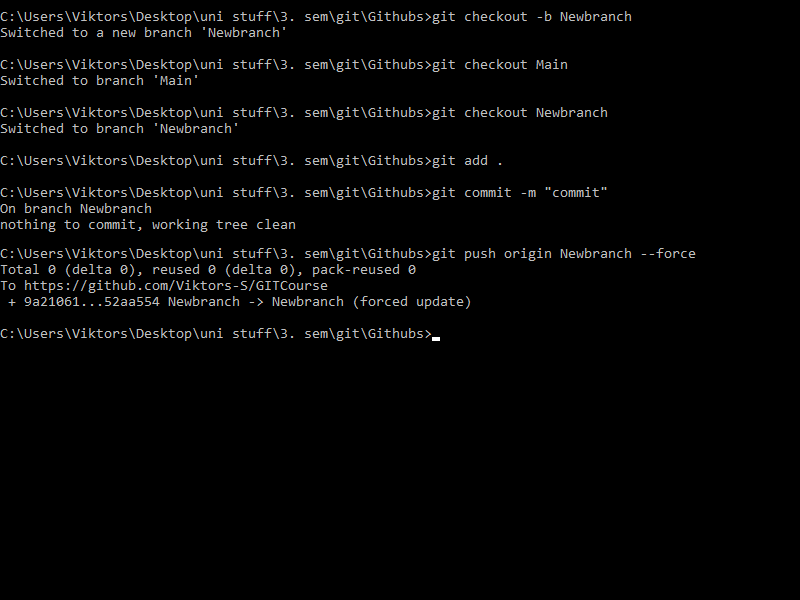 C:\Users\Viktors\Desktop\uni stuff\3. sem\git\Githubs>git checkout -b Newbranch
Switched to a new branch 'Newbranch'
C:\Users\Viktors\Desktop\uni stuff\3. sem\git\Githubs>git checkout Main
Switched to branch 'Main'
C:\Users\Viktors\Desktop\uni stuff\3. sem\git\Githubs>git checkout Newbranch
Switched to branch 'Newbranch'
C:\Users\Viktors\Desktop\uni stuff\3. sem\git\Githubs>git add .
C:\Users\Viktors\Desktop\uni stuff\3. sem\git\Githubs>git commit -m "commit"
On branch Newbranch
nothing to commit, working tree clean
C:\Users\Viktors\Desktop\uni stuff\3. sem\git\Githubs>git push origin Newbranch --force
Total 0 (delta 0), reused 0 (delta 0), pack-reused 0
To https://github.com/Viktors-S/GITCourse
 + 9a21061...52aa554 Newbranch -> Newbranch (forced update)
C:\Users\Viktors\Desktop\uni stuff\3. sem\git\Githubs>